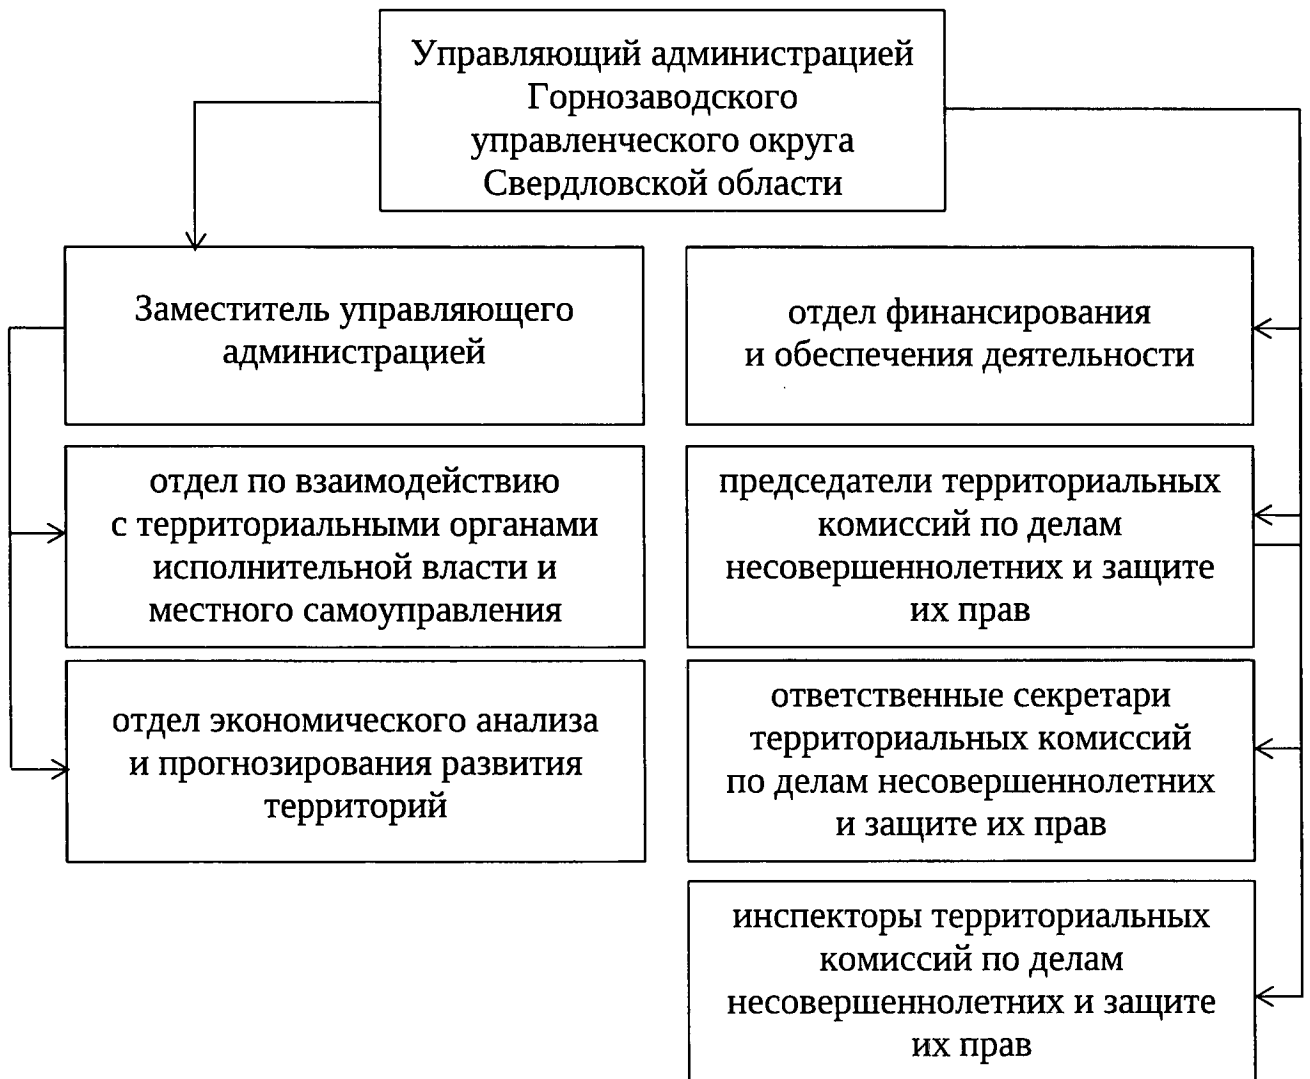 Управляющий администрацией
Горнозаводского
управленческого округа
Свердловской области
Заместитель управляющего
администрацией
отдел финансирования
и обеспечения деятельности
отдел по взаимодействию
с территориальными органами
исполнительной власти и
местного самоуправления
председатели территориальных
комиссий по делам
несовершеннолетних и защите
их прав
отдел экономического анализа
и прогнозирования развития
территорий
ответственные секретари
территориальных комиссий
по делам несовершеннолетних
и защите их прав
инспекторы территориальных
комиссий по делам
несовершеннолетних и защите
их прав